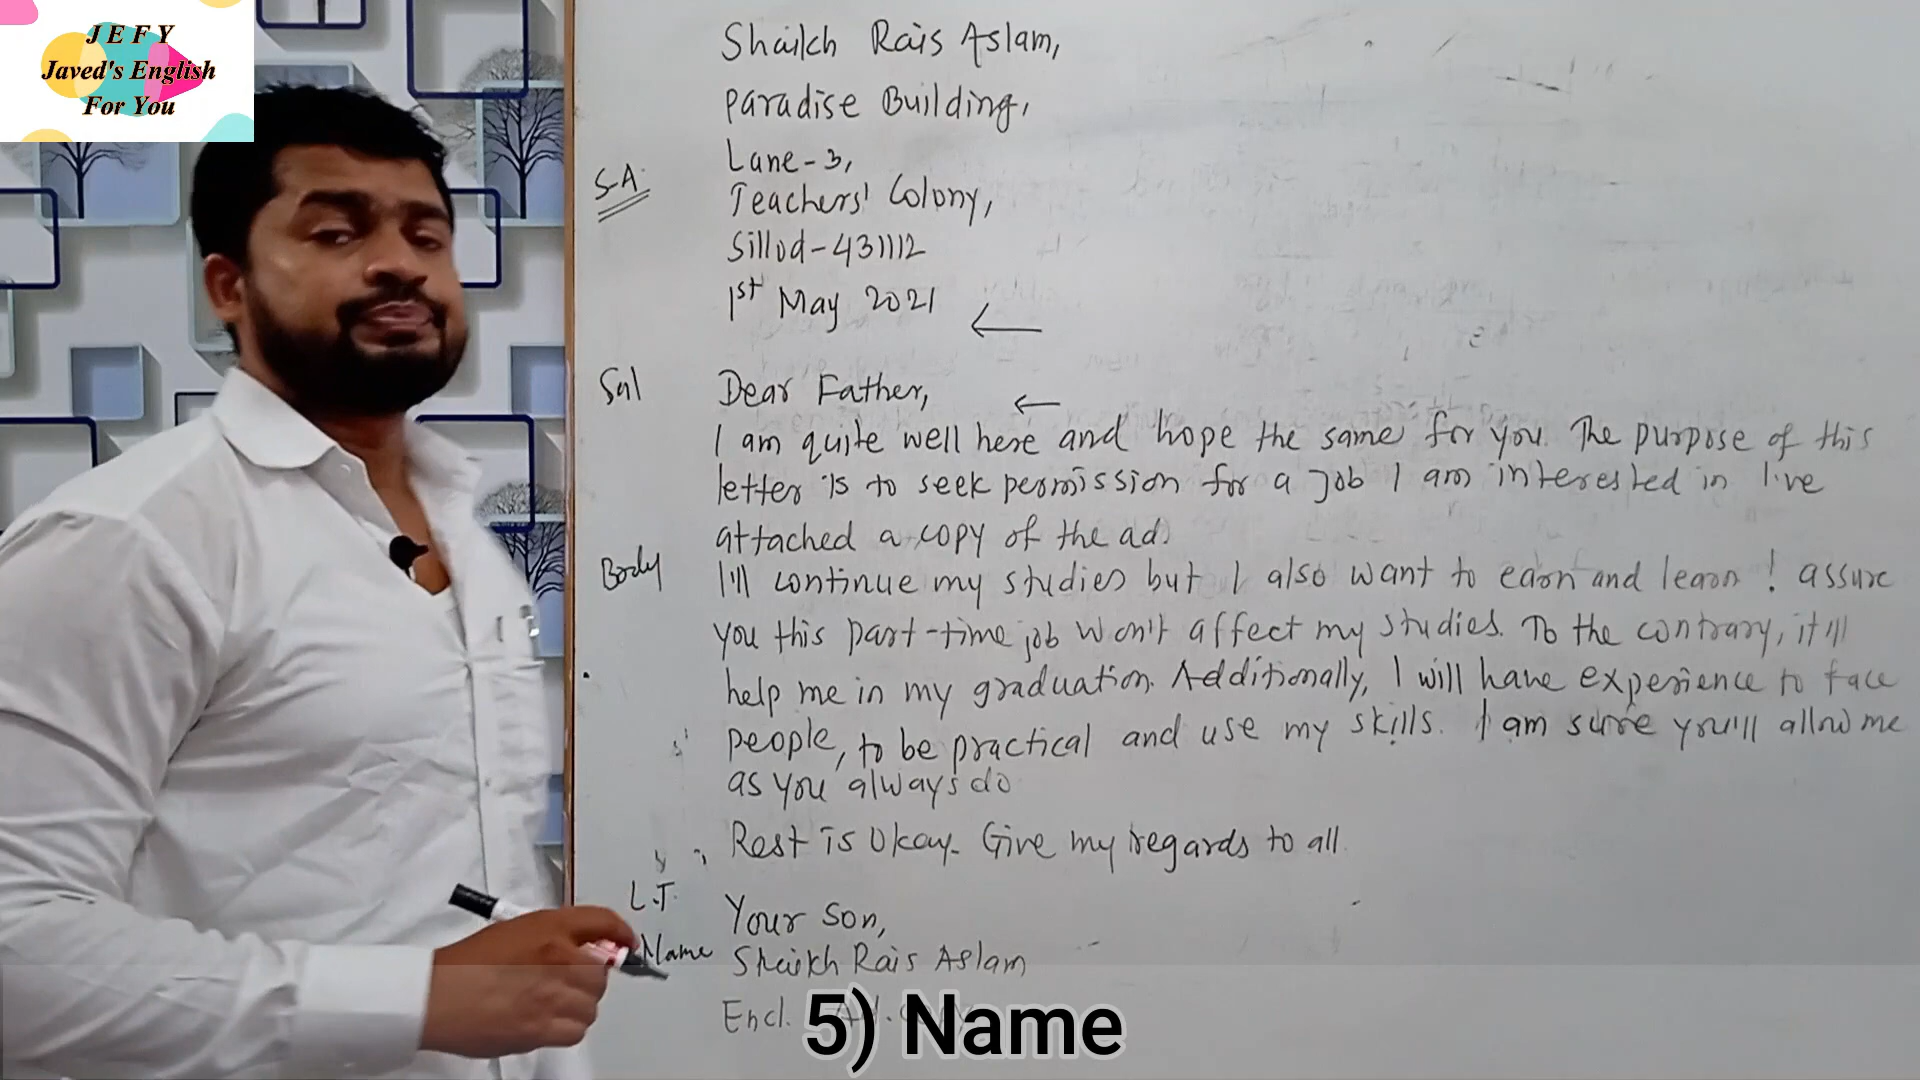 JEFY
Javed's English
For You
Shaikh Rais Aslam,
Paradise Building,
Lane-3,
S.A.
Teachers' Colony,
Sillod-431112
1st May 2021
Sal
Dear Father,
I am quite well here and hope the same for you. The purpose of this
letter is to seek permission for a job I am interested in I've
attached a copy of the ad.
Body
I'll continue my studies but I also want to earn and learn I assure
you this part-time job won't affect my studies. To the contrary, it'll
help me in my graduation. Additionally, I will have experience to face
people, to be practical and use my skills. I am sure you'll allow me
as you always do
Rest is Okay. Give my regards to all.
L.T.
Your Son,
Name
Shaikh Rais Aslam
Encl.
5) Name